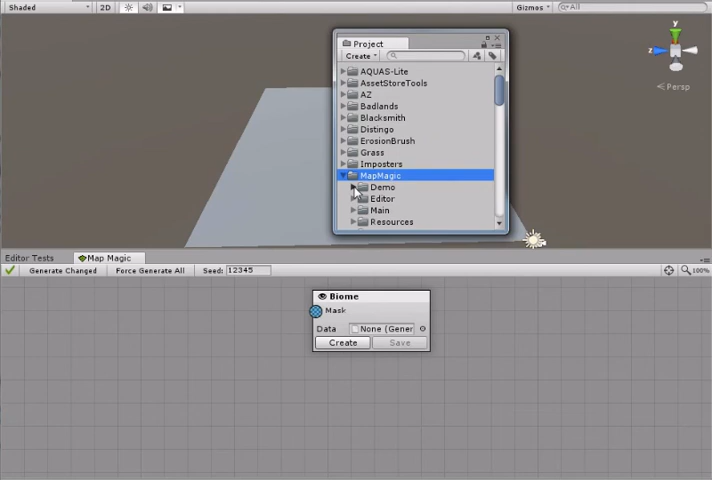 Shaded 2D Gizmos All
y
z
Persp
Project
Create
AQUAS-Lite
AssetStoreTools
AZ
Badlands
Blacksmith
Distingo
ErosionBrush
Grass
Imposters
MapMagic
Demo
Editor
Main
Resources
Editor Tests Map Magic
Generate Changed Force Generate All Seed: 12345 100%
Biome
Mask
Data None (Gener
Create Save